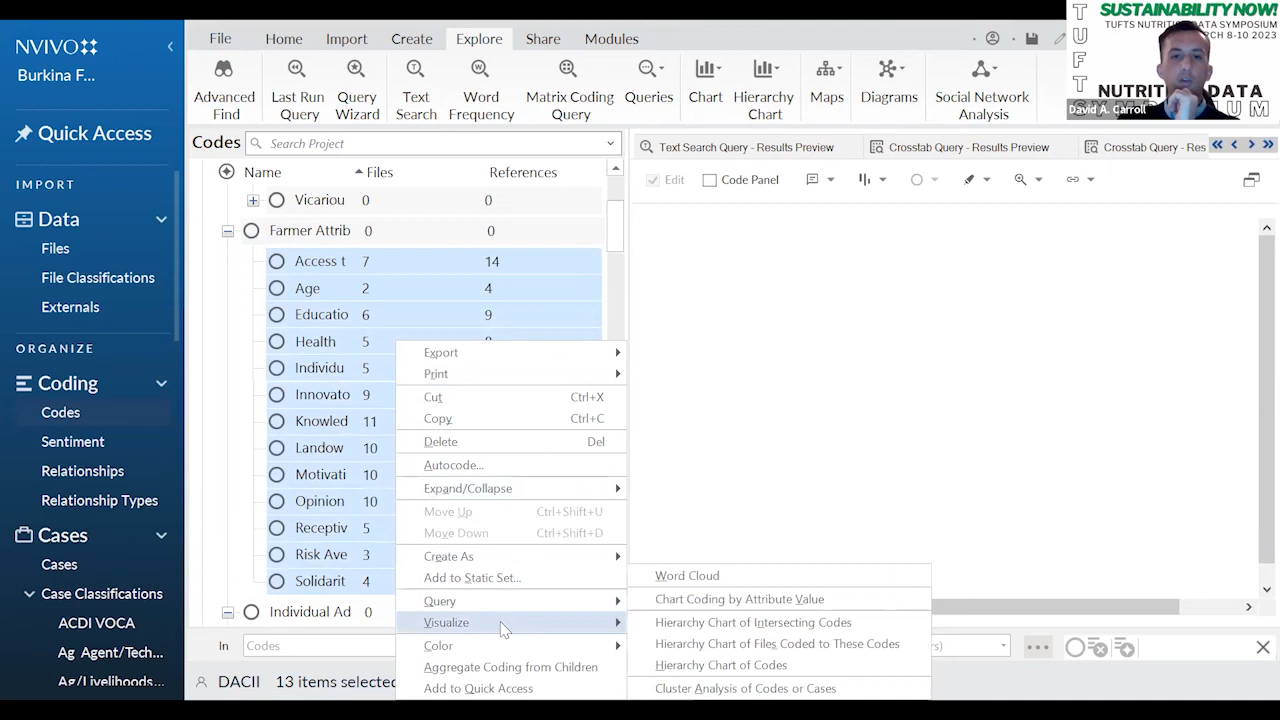 NVIVO
Burkina F...
Quick Access
IMPORT
Data
Files
File Classifications
Externals
ORGANIZE
Coding
Codes
Sentiment
Relationships
Relationship Types
Cases
Cases
Case Classifications
ACDI VOCA
Ag Agent/Tech...
Ag/Livelihoods...
File Home Import Create Explore Share Modules
Advanced Find
Last Run Query
Query Wizard
Text Search
Word Frequency
Matrix Coding Query
Queries
Chart
Hierarchy Chart
Maps
Diagrams
Social Network Analysis
SUSTAINABILITY NOW!
TUFTS NUTRITION DATA SYMPOSIUM
CH 8-10 2023
David A. Carroll
Codes Search Project
Name Files References
Vicariou 0 0
Farmer Attrib 0 0
Access t 7 14
Age 2 4
Educatio 6 9
Health 5
Individu 5
Innovato 9
Knowled 11
Landow 10
Motivati 10
Opinion 10
Receptiv 5
Risk Ave 3
Solidarit 4
Individual Ad 0
In Codes
DACII 13 items selected
Export
Print
Cut Ctrl+X
Copy Ctrl+C
Delete Del
Autocode...
Expand/Collapse
Move Up Ctrl+Shift+U
Move Down Ctrl+Shift+D
Create As
Add to Static Set...
Query
Visualize
Color
Aggregate Coding from Children
Add to Quick Access
Word Cloud
Chart Coding by Attribute Value
Hierarchy Chart of Intersecting Codes
Hierarchy Chart of Files Coded to These Codes
Hierarchy Chart of Codes
Cluster Analysis of Codes or Cases
Text Search Query - Results Preview
Crosstab Query - Results Preview
Crosstab Query - Res
Edit Code Panel